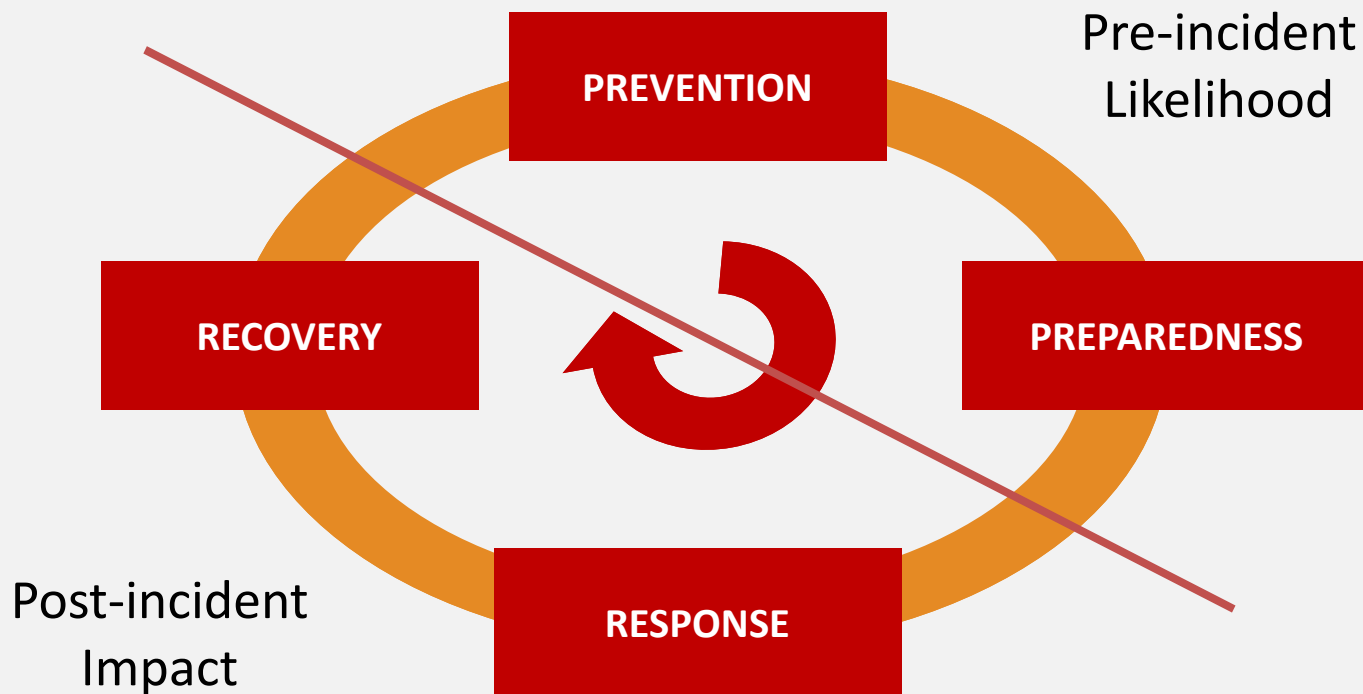 Pre-incident
Likelihood
PREVENTION
RECOVERY
PREPAREDNESS
Post-incident
Impact
RESPONSE